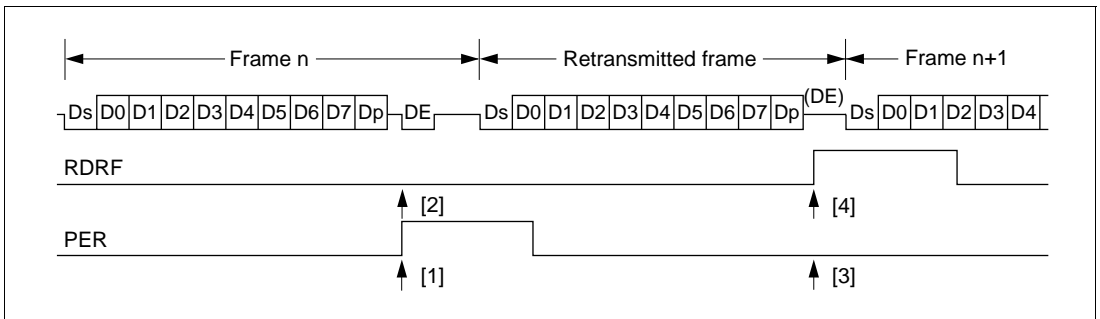 Frame n Retransmitted frame Frame n+1
Ds D0 D1 D2 D3 D4 D5 D6 D7 Dp DE Ds D0 D1 D2 D3 D4 D5 D6 D7 Dp (DE) Ds D0 D1 D2 D3 D4
RDRF
[2] [4]
PER
[1] [3]